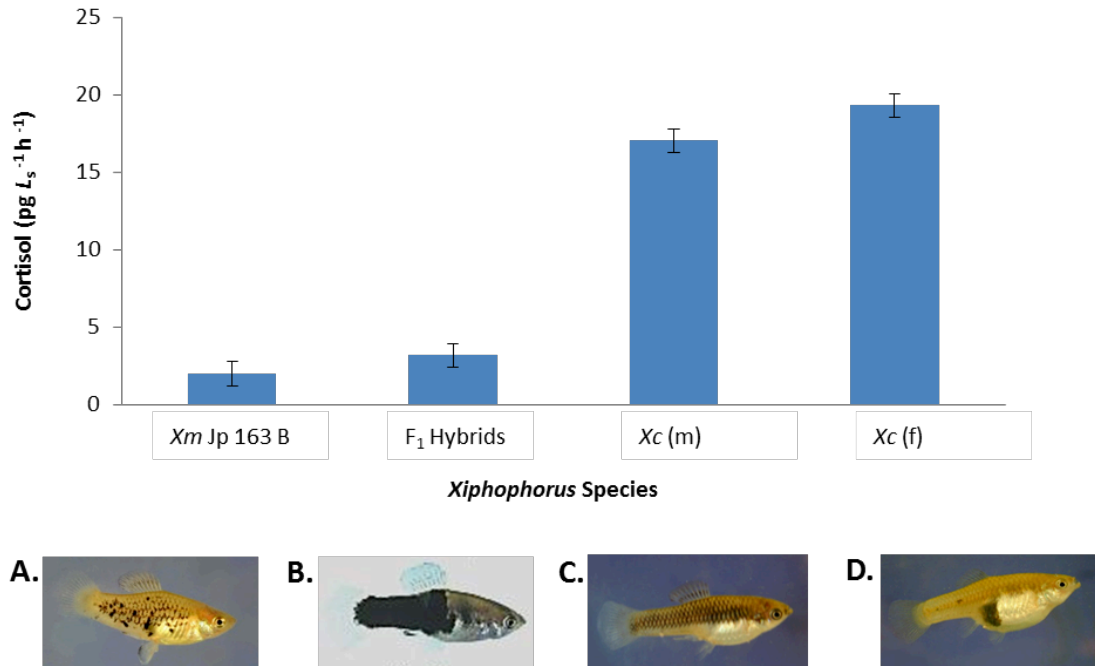 25
20
15
10
5
0
Cortisol (pg Lₛ⁻¹h⁻¹)
Xm Jp 163 B
F₁ Hybrids
Xc (m)
Xc (f)
Xiphophorus Species
A.
B.
C.
D.